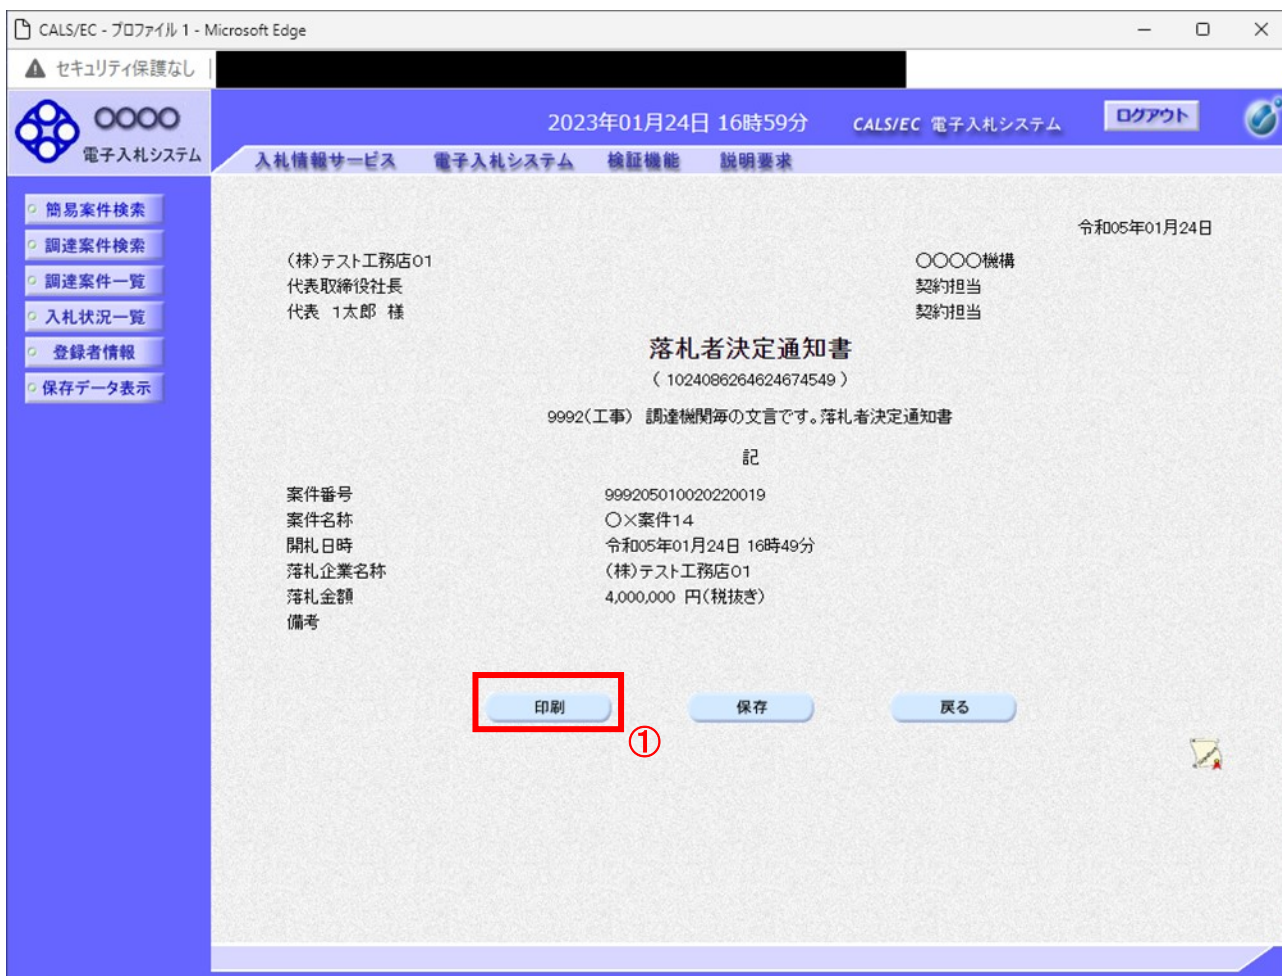 CALS/EC - プロファイル 1 - Microsoft Edge
セキュリティ保護なし
○○○○
電子入札システム
2023年01月24日 16時59分
CALS/EC 電子入札システム
ログアウト
入札情報サービス
電子入札システム
検証機能
説明要求
簡易案件検索
調達案件検索
調達案件一覧
入札状況一覧
登録者情報
保存データ表示
令和05年01月24日
(株)テスト工務店01
代表取締役社長
代表 1太郎 様
○○○○機構
契約担当
契約担当
落札者決定通知書
( 1024086264624674549 )
9992(工事) 調達機関毎の文言です。落札者決定通知書
記
案件番号 999205010020220019
案件名称 ○×案件14
開札日時 令和05年01月24日 16時49分
落札企業名称 (株)テスト工務店01
落札金額 4,000,000 円(税抜き)
備考
印刷
保存
戻る
①